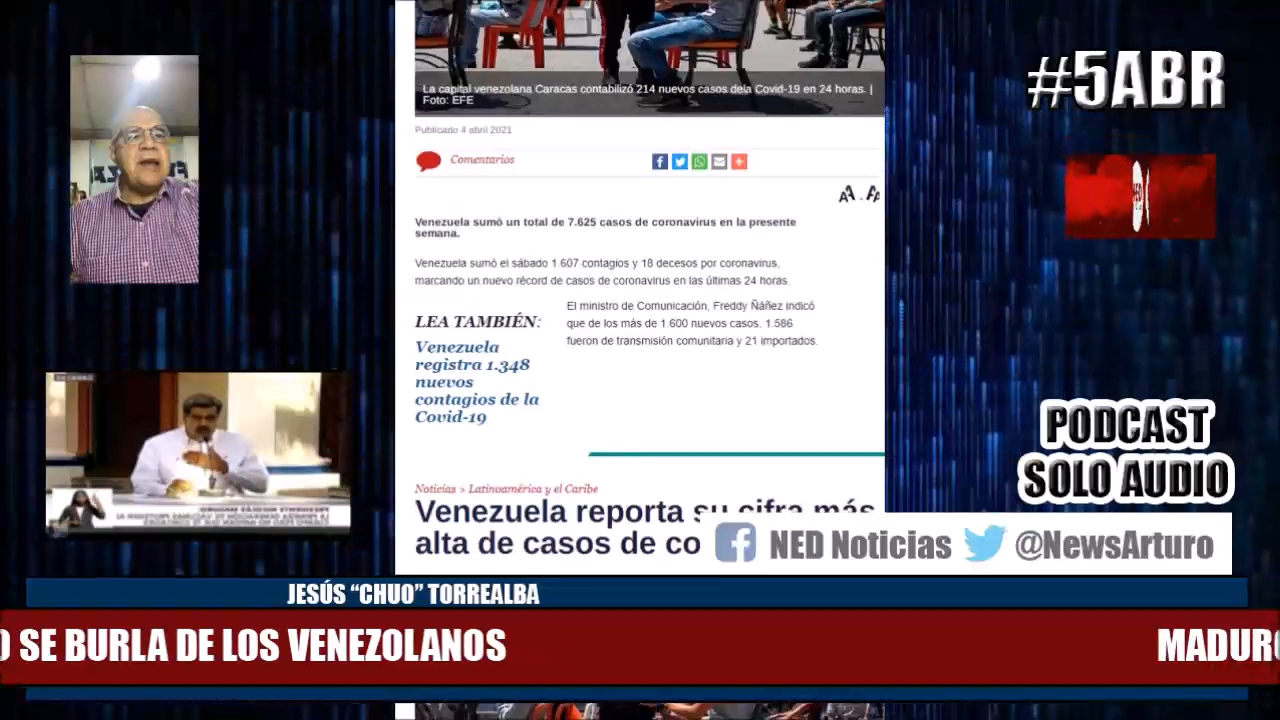 La capital venezolana Caracas contabilizó 214 nuevos casos dela Covid-19 en 24 horas. |
Foto: EFE
Publicado 4 abril 2021
Comentarios
Venezuela sumó un total de 7.625 casos de coronavirus en la presente
semana.
Venezuela sumó el sábado 1.607 contagios y 18 decesos por coronavirus,
marcando un nuevo récord de casos de coronavirus en las últimas 24 horas.
LEA TAMBIÉN:
Venezuela
registra 1.348
nuevos
contagios de la
Covid-19
El ministro de Comunicación, Freddy Ñáñez indicó
que de los más de 1.600 nuevos casos, 1.586
fueron de transmisión comunitaria y 21 importados.
Noticias > Latinoamérica y el Caribe
Venezuela reporta su cifra más
alta de casos de co
#5ABR
PODCAST
SOLO AUDIO
NED Noticias @NewsArturo
JESÚS “CHUO” TORREALBA
O SE BURLA DE LOS VENEZOLANOS
MADURO